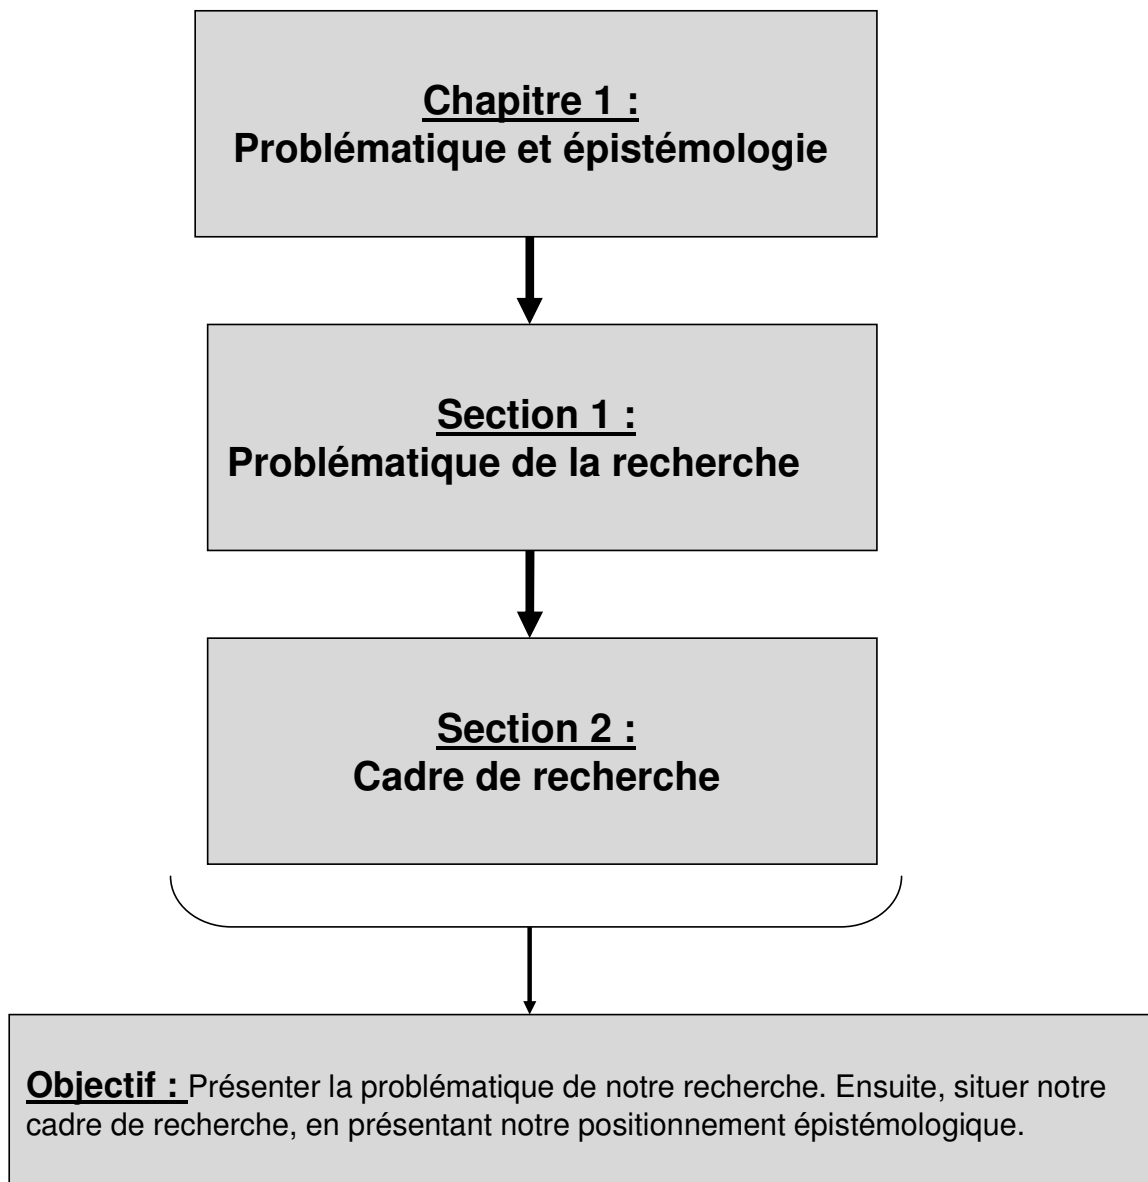 Chapitre 1 :
Problématique et épistémologie
Section 1 :
Problématique de la recherche
Section 2 :
Cadre de recherche
Objectif : Présenter la problématique de notre recherche. Ensuite, situer notre
cadre de recherche, en présentant notre positionnement épistémologique.